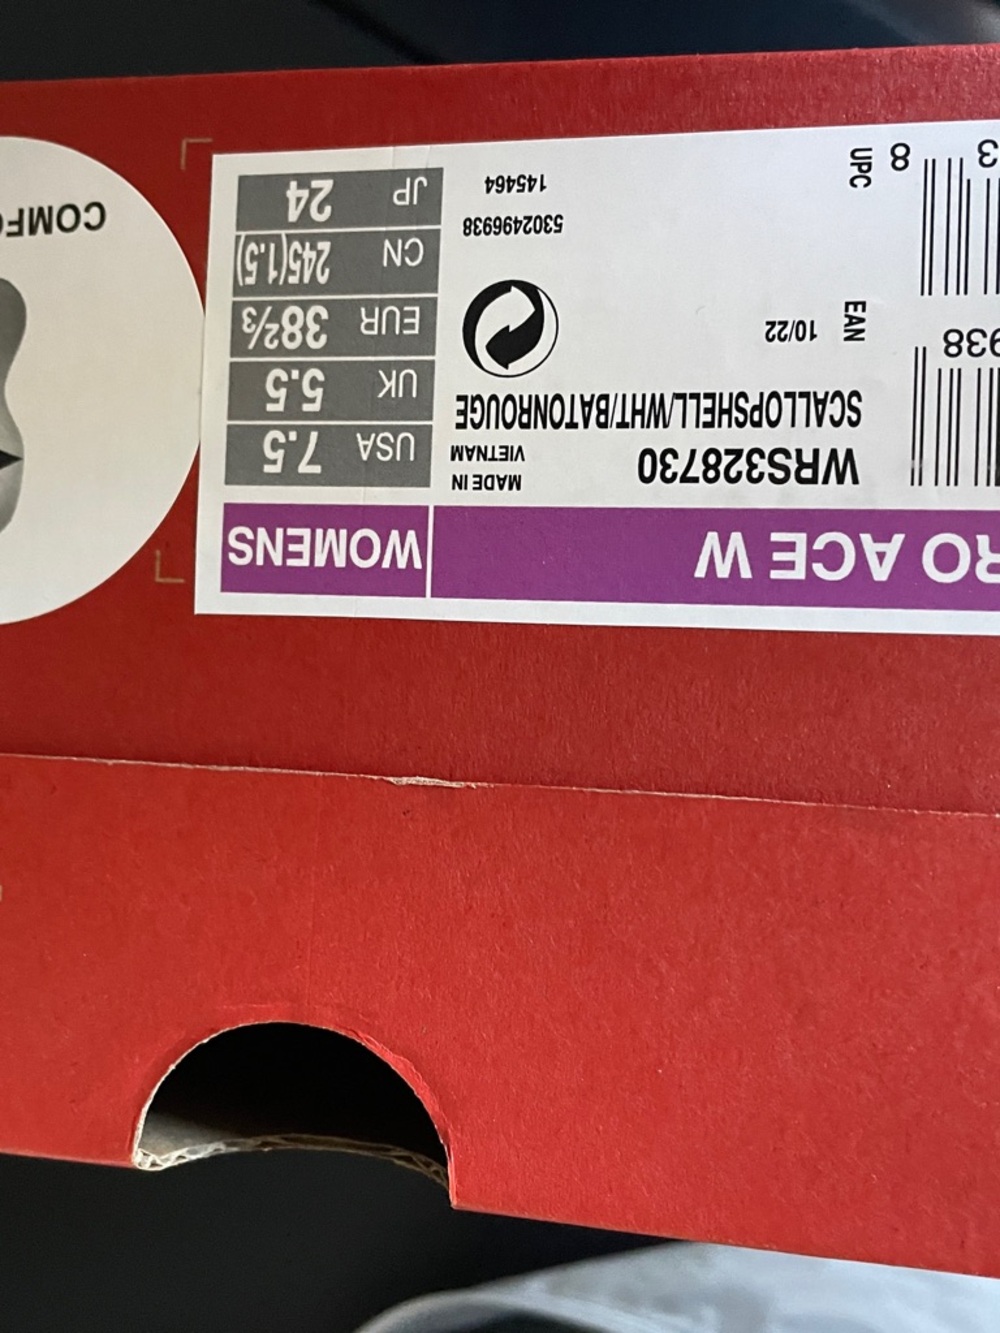 RO ACE W
WOMENS
WRS328730
SCALLOPSHELL/WHT/BATONROUGE
MADE IN
VIETNAM
USA 7.5
UK 5.5
EUR 38⅔
CN 245(1.5)
JP 24
EAN
10/22
938
5302496938
145464
UPC
3 8